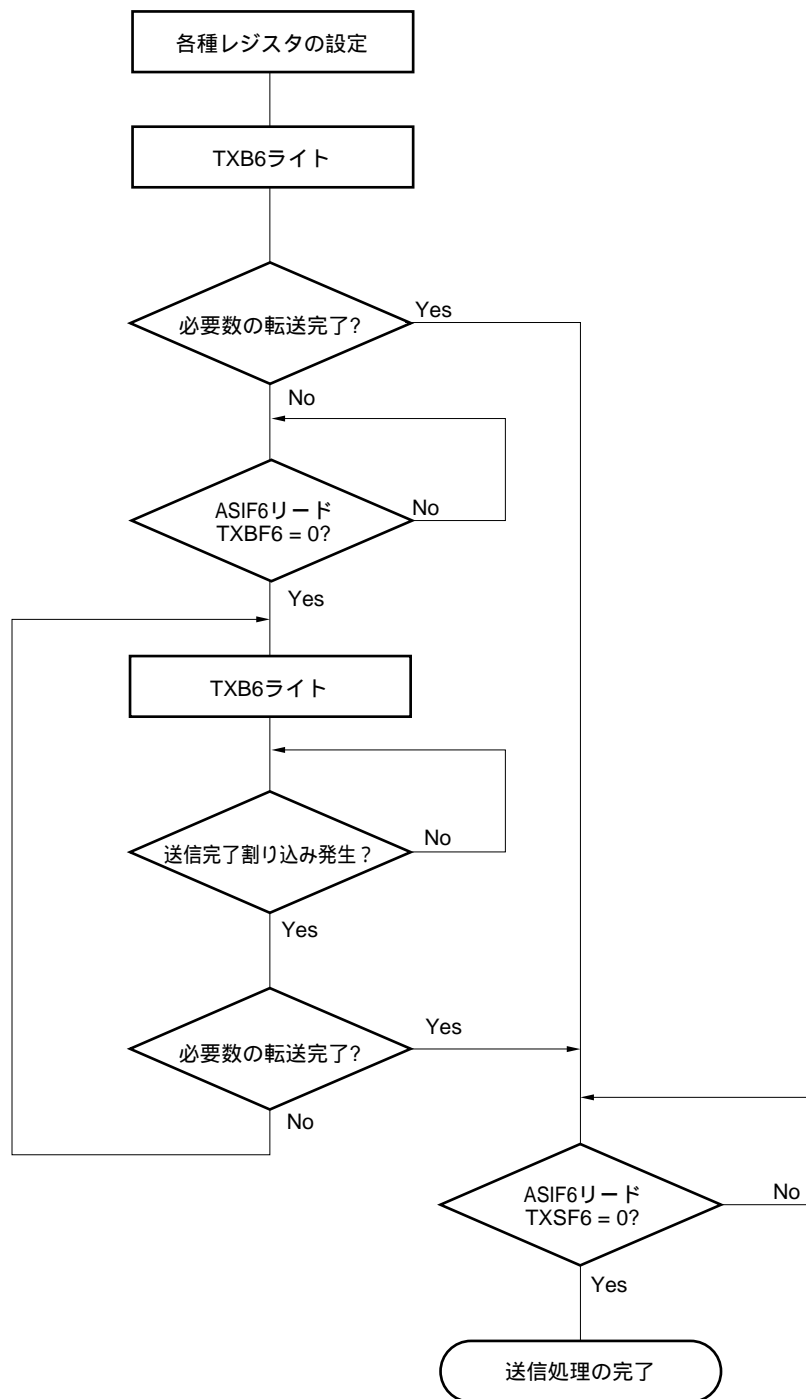 各種レジスタの設定
TXB6ライト
必要数の転送完了?
Yes
No
ASIF6リード
TXBF6 = 0?
No
Yes
TXB6ライト
送信完了割り込み発生？
No
Yes
必要数の転送完了?
Yes
No
ASIF6リード
TXSF6 = 0?
No
Yes
送信処理の完了